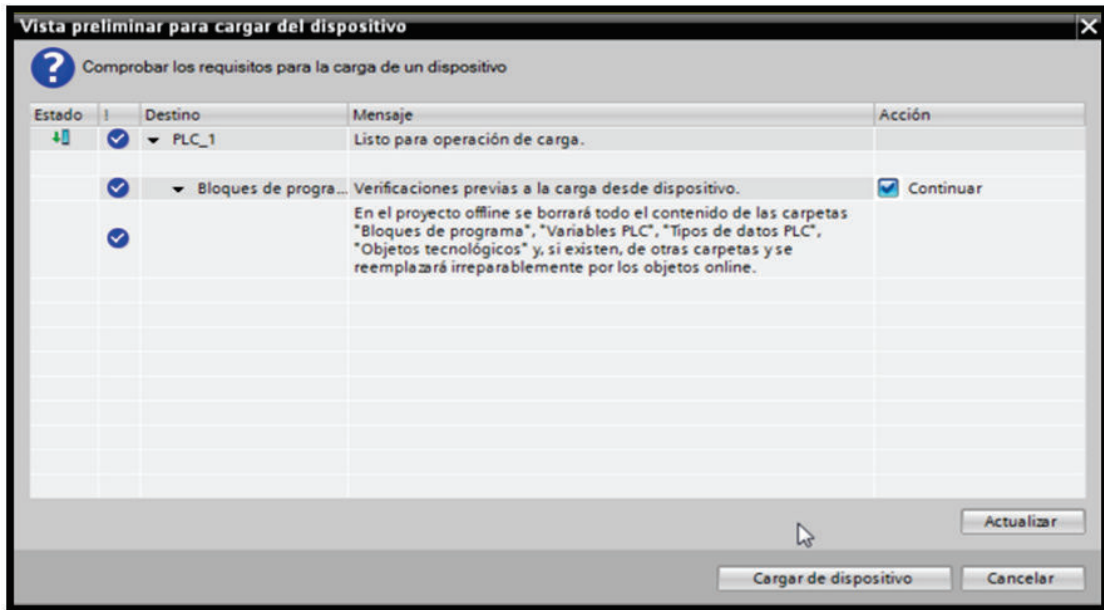 Vista preliminar para cargar del dispositivo
?
Comprobar los requisitos para la carga de un dispositivo
Estado ! Destino Mensaje Acción
PLC_1 Listo para operación de carga.
Bloques de progra... Verificaciones previas a la carga desde dispositivo. Continuar
En el proyecto offline se borrará todo el contenido de las carpetas
"Bloques de programa", "Variables PLC", "Tipos de datos PLC",
"Objetos tecnológicos" y, si existen, de otras carpetas y se
reemplazará irreparablemente por los objetos online.
Actualizar
Cargar de dispositivo Cancelar